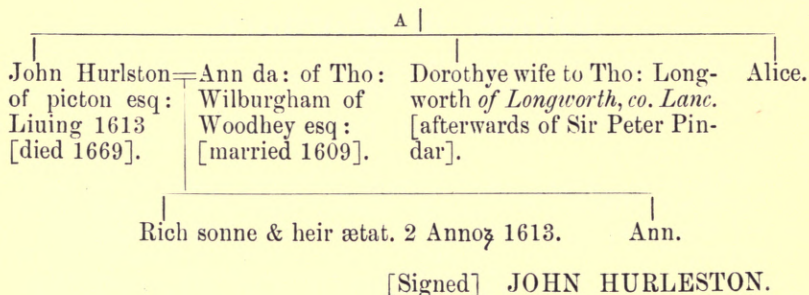 A
John Hurlston=Ann da: of Tho: Dorothye wife to Tho: Long- Alice.
of picton esq: Wilburgham of worth of Longworth, co. Lanc.
Liuing 1613 Woodhey esq: [afterwards of Sir Peter Pin-
[died 1669]. [married 1609]. dar].
Rich sonne & heir ætat. 2 Annoꝫ 1613. Ann.
[Signed] JOHN HURLESTON.